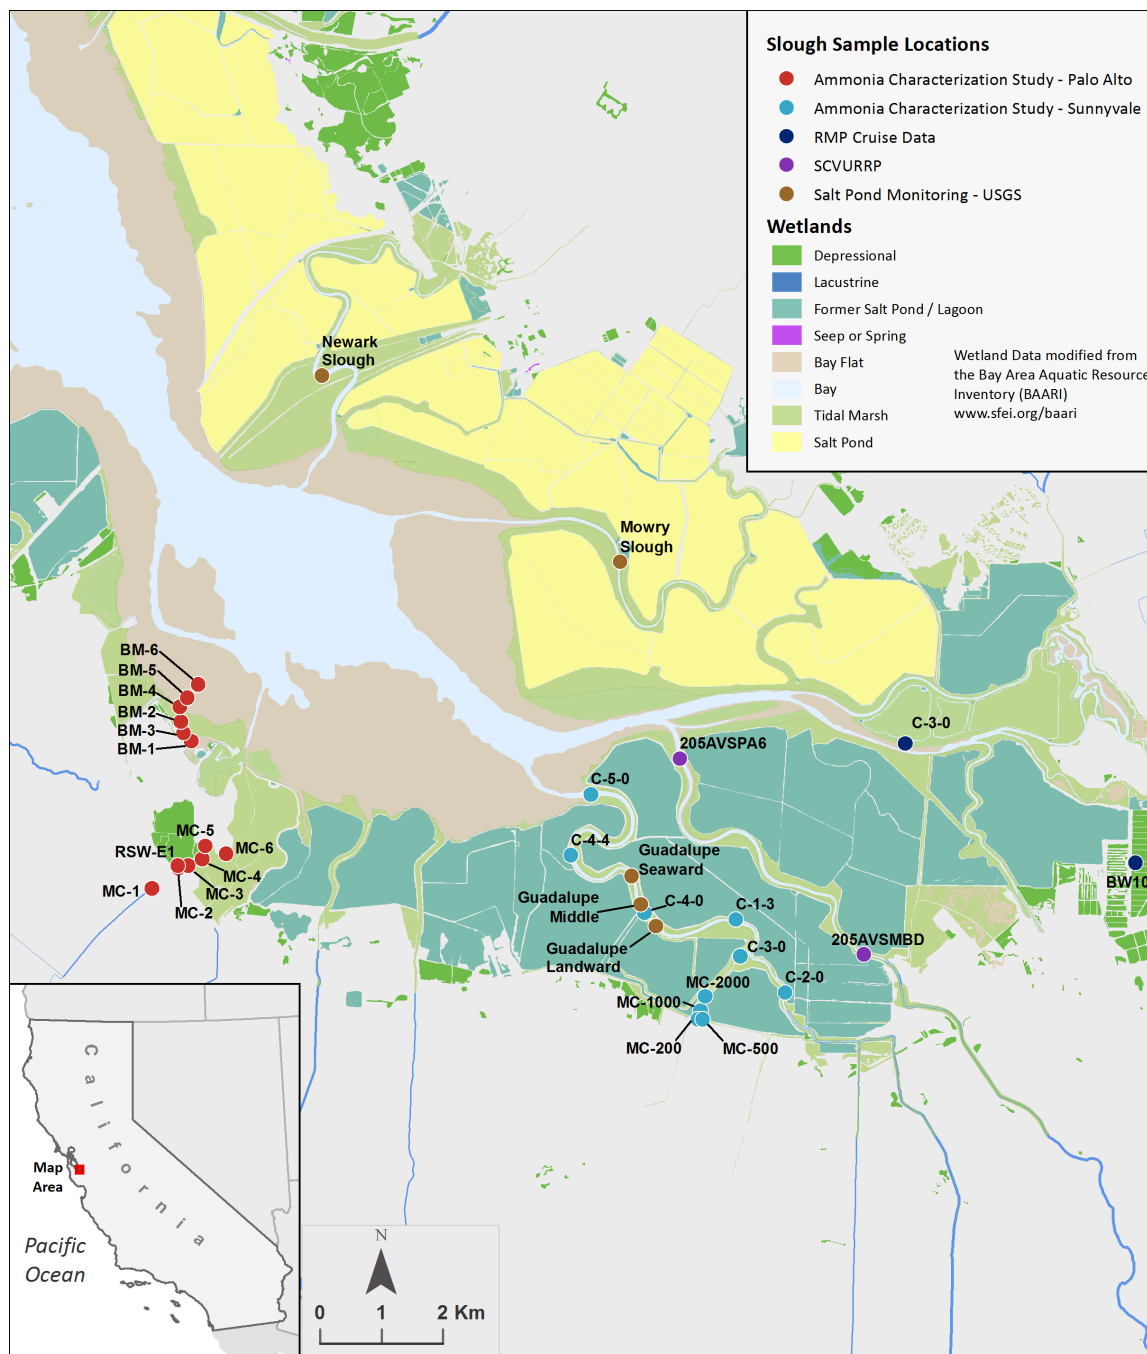 Slough Sample Locations
Ammonia Characterization Study - Palo Alto
Ammonia Characterization Study - Sunnyvale
RMP Cruise Data
SCVURRP
Salt Pond Monitoring - USGS
Wetlands
Depressional
Lacustrine
Former Salt Pond / Lagoon
Seep or Spring
Bay Flat
Bay
Tidal Marsh
Salt Pond
Wetland Data modified from
the Bay Area Aquatic Resource
Inventory (BAARI)
www.sfei.org/baari
Newark
Slough
Mowry
Slough
BM-6
BM-5
BM-4
BM-2
BM-3
BM-1
C-3-0
205AVSPA6
C-5-0
MC-5
C-4-4
RSW-E1
MC-6
Guadalupe
Seaward
MC-4
BW10
MC-1
MC-3
MC-2
Guadalupe
Middle
C-4-0
C-1-3
205AVSMBD
Guadalupe
Landward
C-3-0
MC-2000
C-2-0
MC-1000
MC-200
MC-500
California
Map
Area
Pacific
Ocean
N
0 1 2 Km